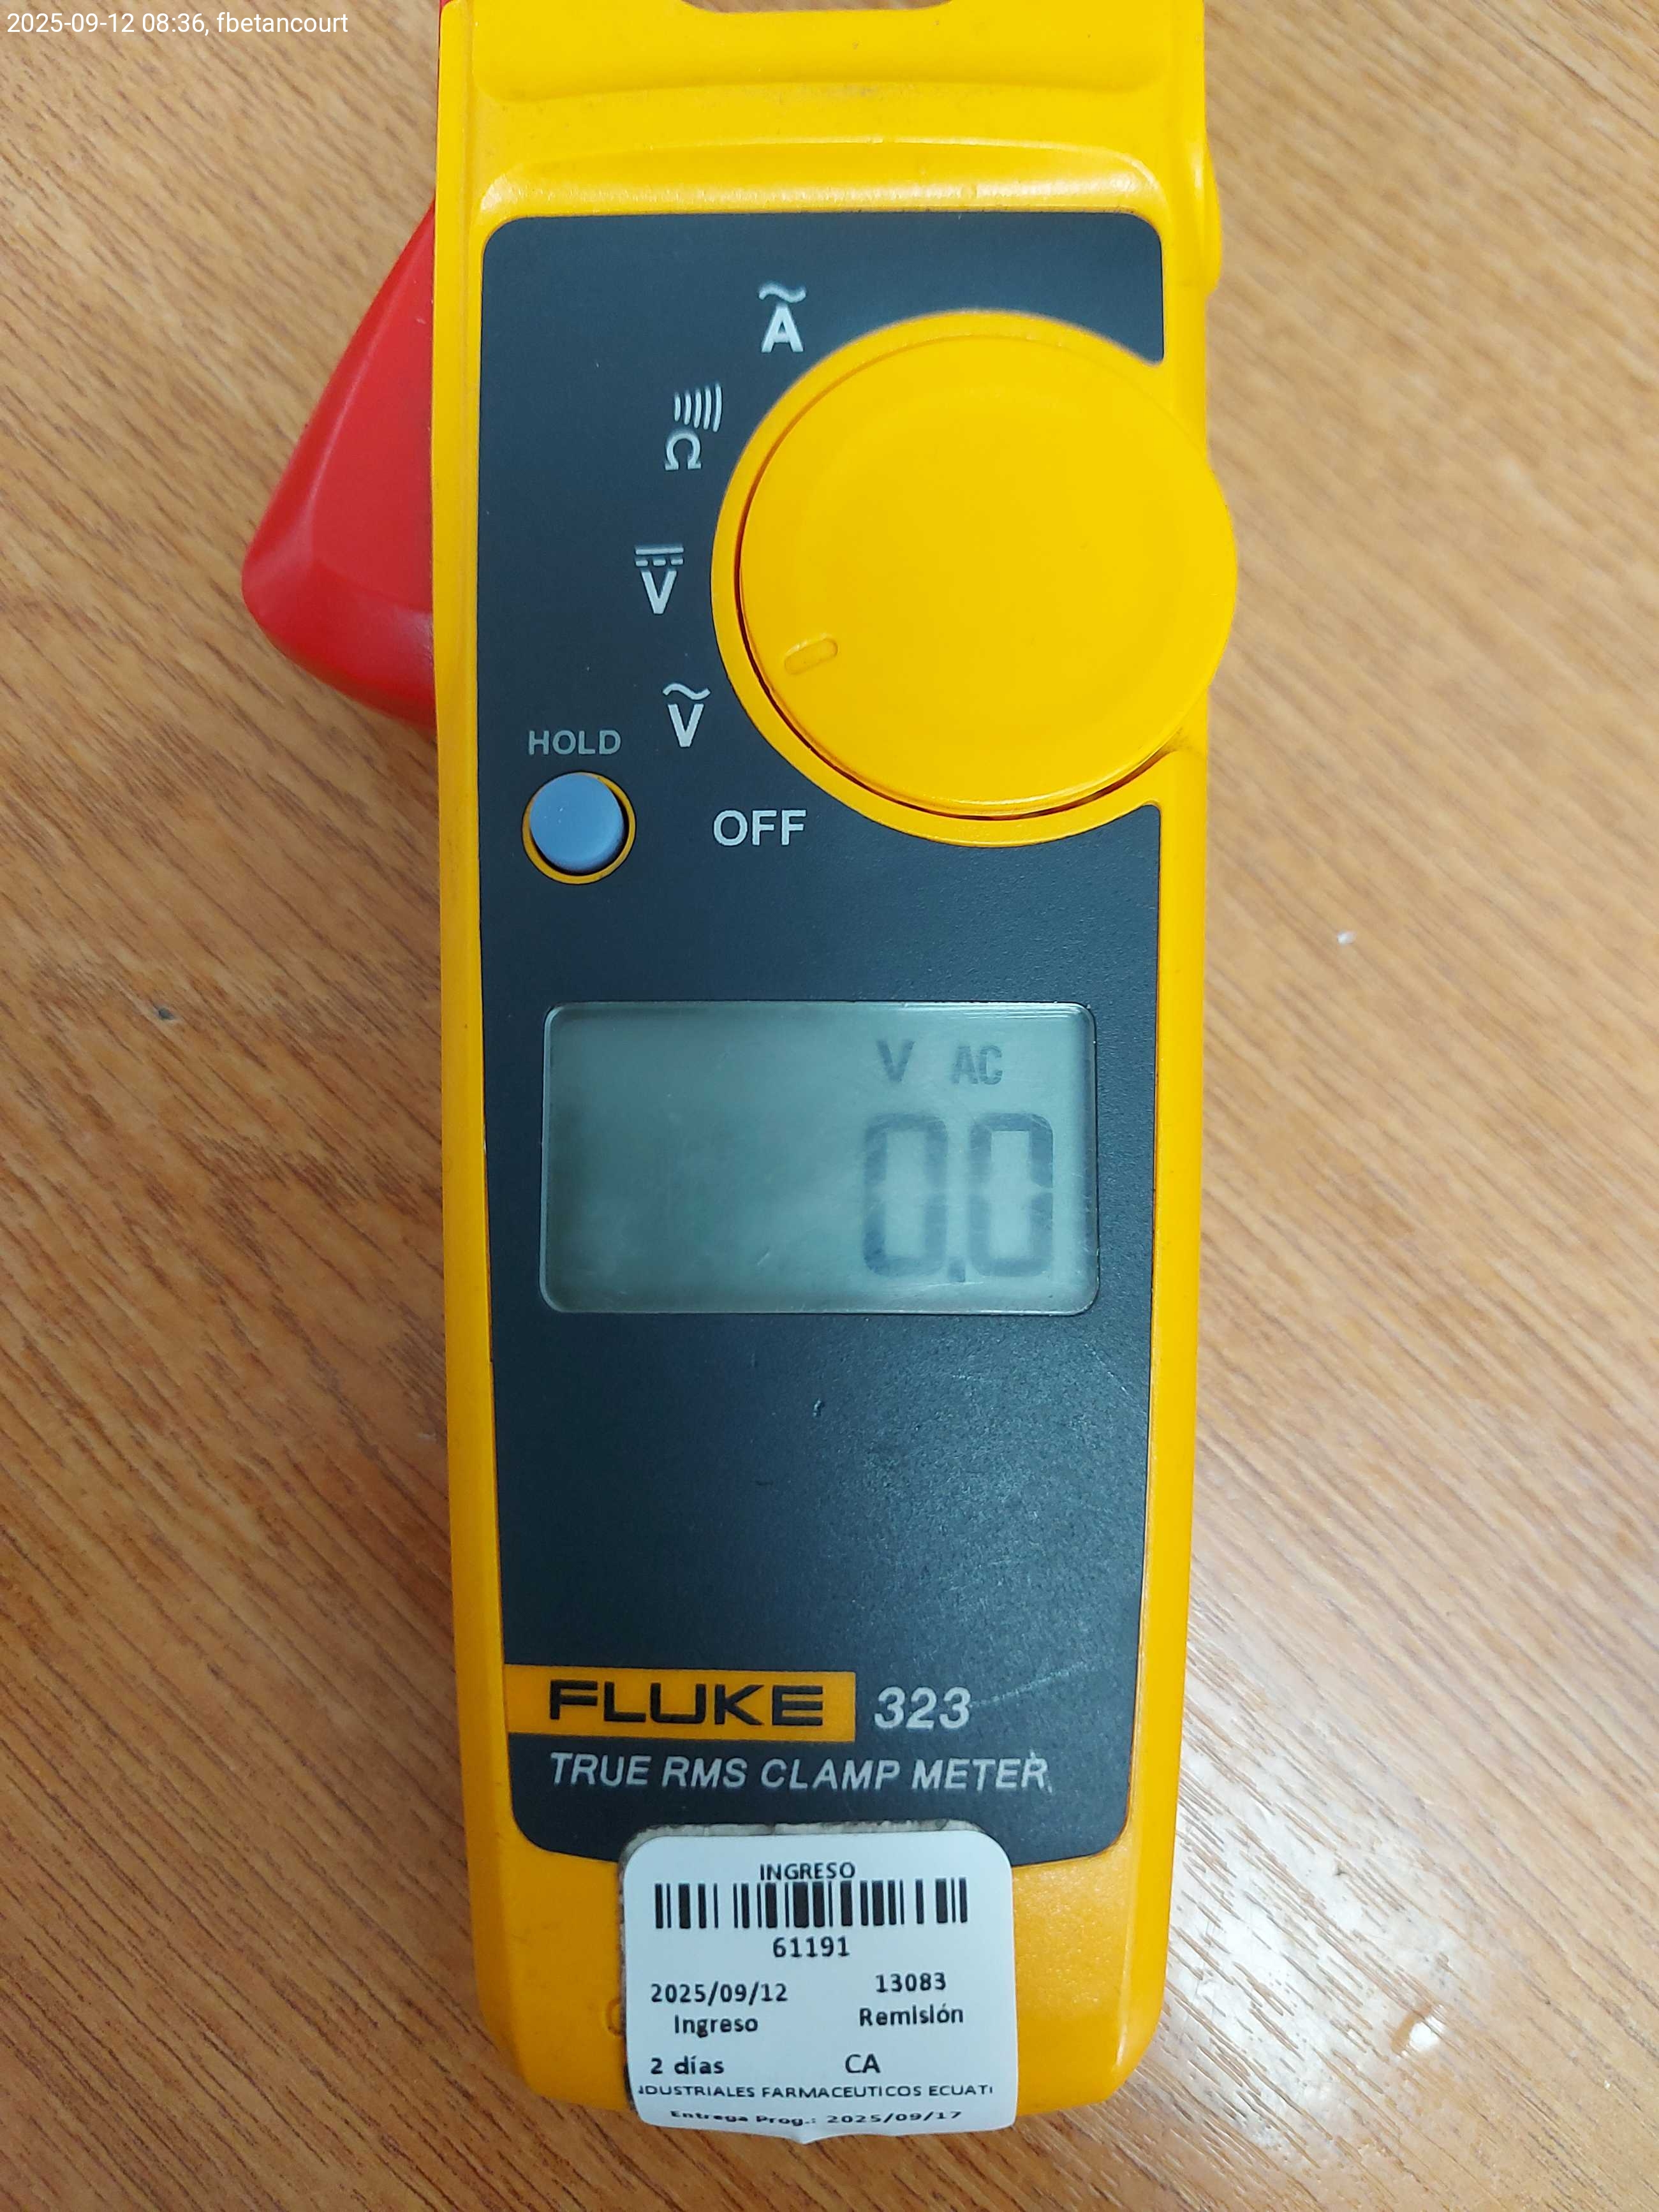 2025-09-12 08:36, fbetancourt
A
Ω
V
V
HOLD
OFF
V AC
0.0
FLUKE 323
TRUE RMS CLAMP METER
INGRESO
61191
2025/09/12 13083
Ingreso Remisión
2 días CA
FARMACEUTICOS
Entrega Prog.: 2025/09/17